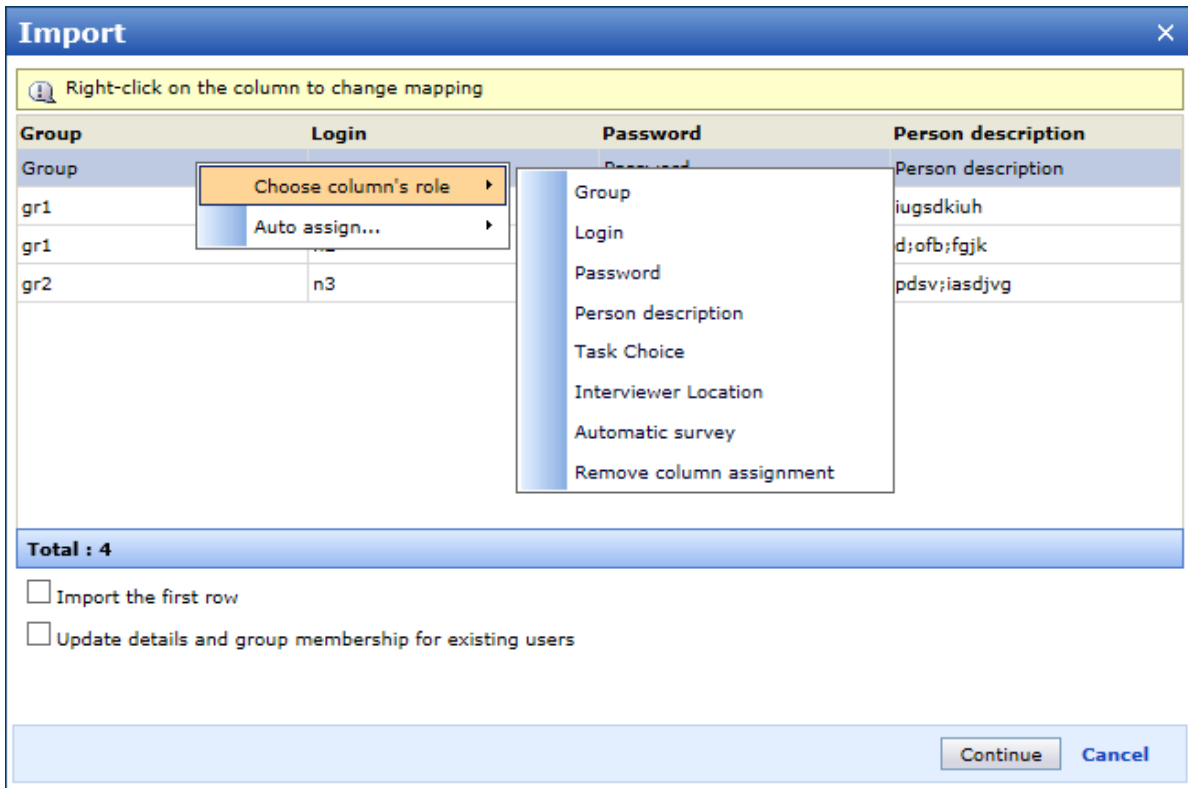 Import
Right-click on the column to change mapping
Group Login Password Person description
Group Person description
Choose column's role
Group
gr1 iugsdkiuh
Auto assign...
Login
gr1 d;ofb;fgjk
Password
gr2 n3 pdsv;iasdjvg
Person description
Task Choice
Interviewer Location
Automatic survey
Remove column assignment
Total : 4
Import the first row
Update details and group membership for existing users
Continue Cancel